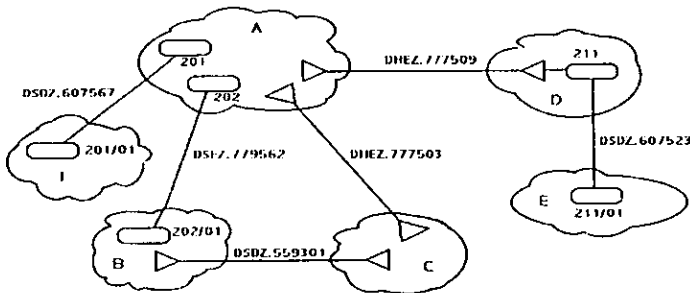 A
201
202
DHEZ.777509
211
D
DSDZ.607567
201/01
DSEZ.779562
DHEZ.777503
DSDZ.607523
E
211/01
202/01
B
DSDZ.559301
C